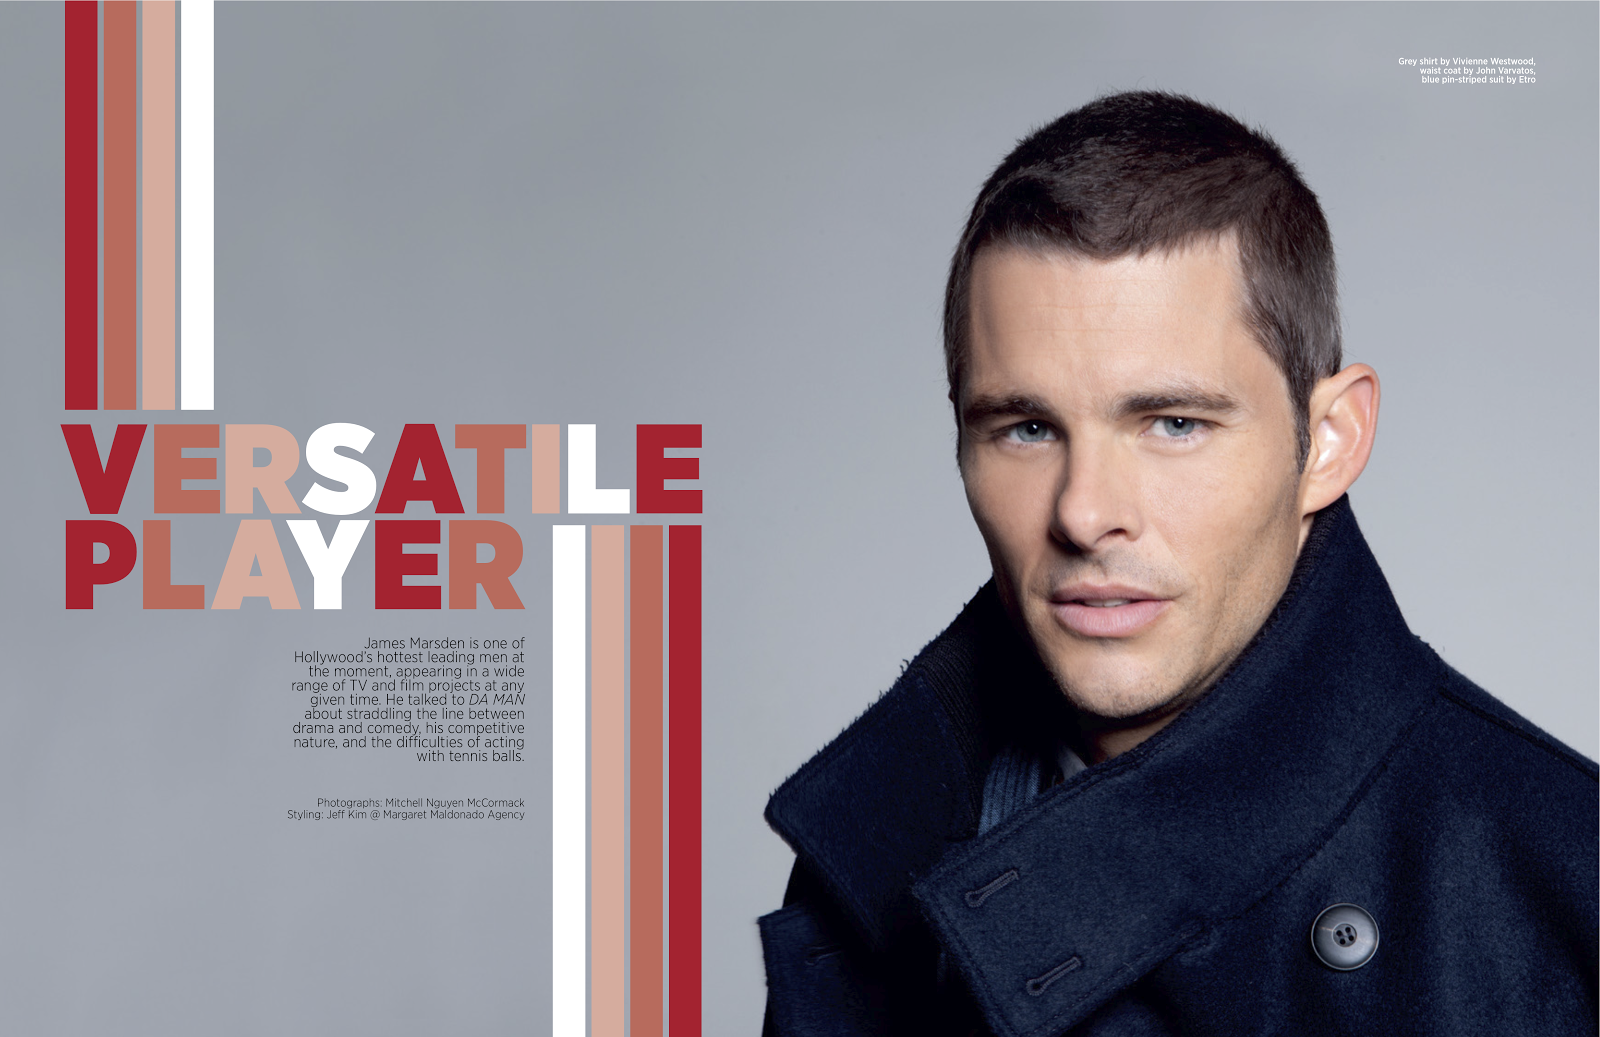 VERSATILE
PLAYER
James Marsden is one of
Hollywood's hottest leading men at
the moment, appearing in a wide
range of TV and film projects at any
given time. He talked to DA MAN
about straddling the line between
drama and comedy, his competitive
nature, and the difficulties of acting
with tennis balls.
Photographs: Mitchell Nguyen McCormack
Styling: Jeff Kim @ Margaret Maldonado Agency
Grey shirt by Vivienne Westwood,
waist coat by John Varvatos,
blue pin-striped suit by Etro